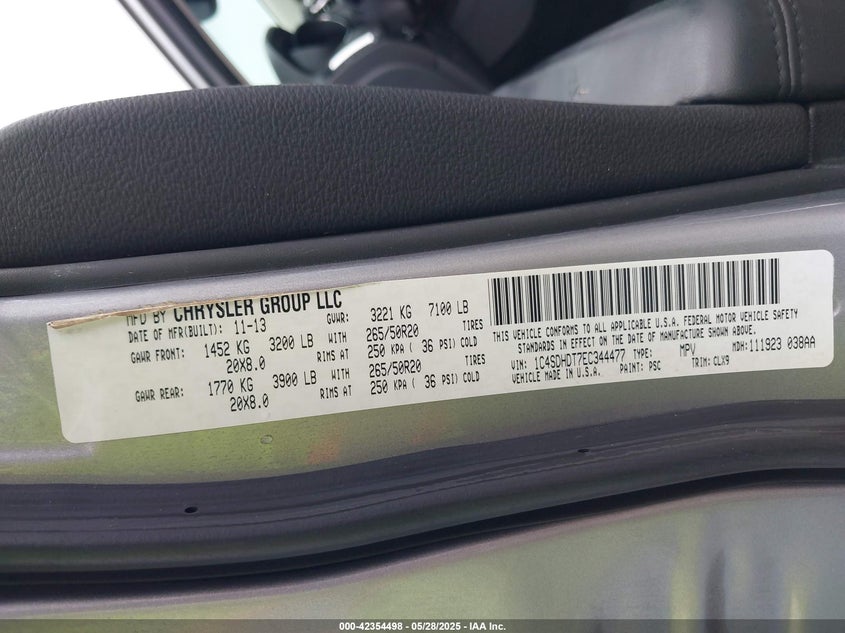 MFD BY CHRYSLER GROUP LLC
DATE OF MFR(BUILT): 11-13 GVWR: 3221 KG 7100 LB
GAWR FRONT: 1452 KG 3200 LB WITH 265/50R20 TIRES
20X8.0 RIMS AT 250 KPA ( 36 PSI) COLD
GAWR REAR: 1770 KG 3900 LB WITH 265/50R20 TIRES
20X8.0 RIMS AT 250 KPA ( 36 PSI) COLD
THIS VEHICLE CONFORMS TO ALL APPLICABLE U.S.A. FEDERAL MOTOR VEHICLE SAFETY
STANDARDS IN EFFECT ON THE DATE OF MANUFACTURE SHOWN ABOVE.
VIN: 1C4SDHDT7EC344477 TYPE: MPV MDH: 111923 038AA
VEHICLE MADE IN U.S.A. PAINT: PSC TRIM: CLX9
000-42354498 - 05/28/2025 - IAA Inc.